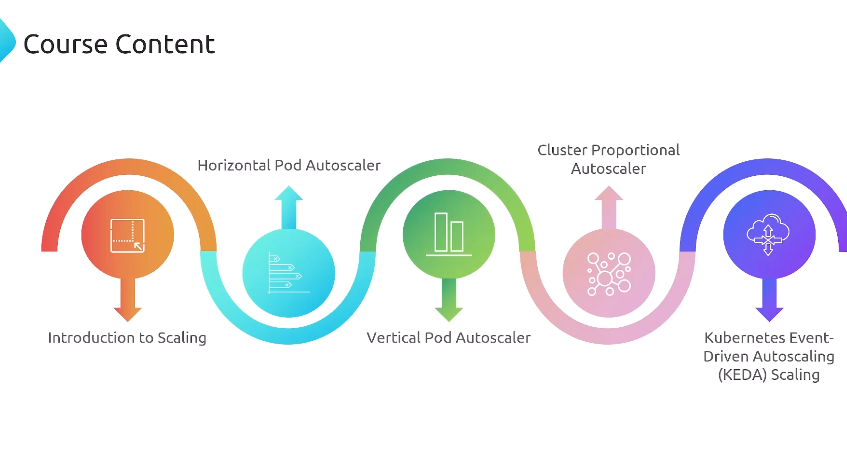 Course Content
Introduction to Scaling
Horizontal Pod Autoscaler
Vertical Pod Autoscaler
Cluster Proportional
Autoscaler
Kubernetes Event-
Driven Autoscaling
(KEDA) Scaling